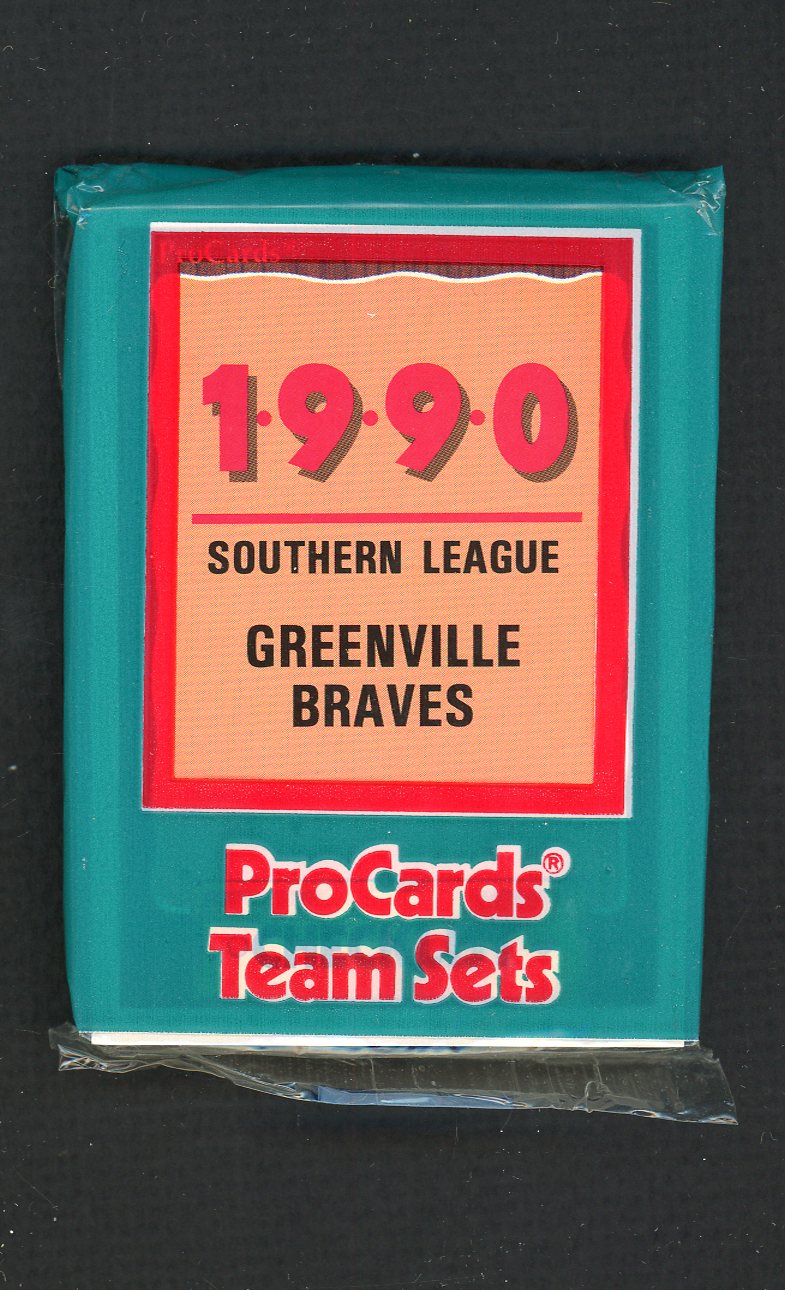 ProCards
1·9·9·0
SOUTHERN LEAGUE
GREENVILLE
BRAVES
ProCards®
Team Sets